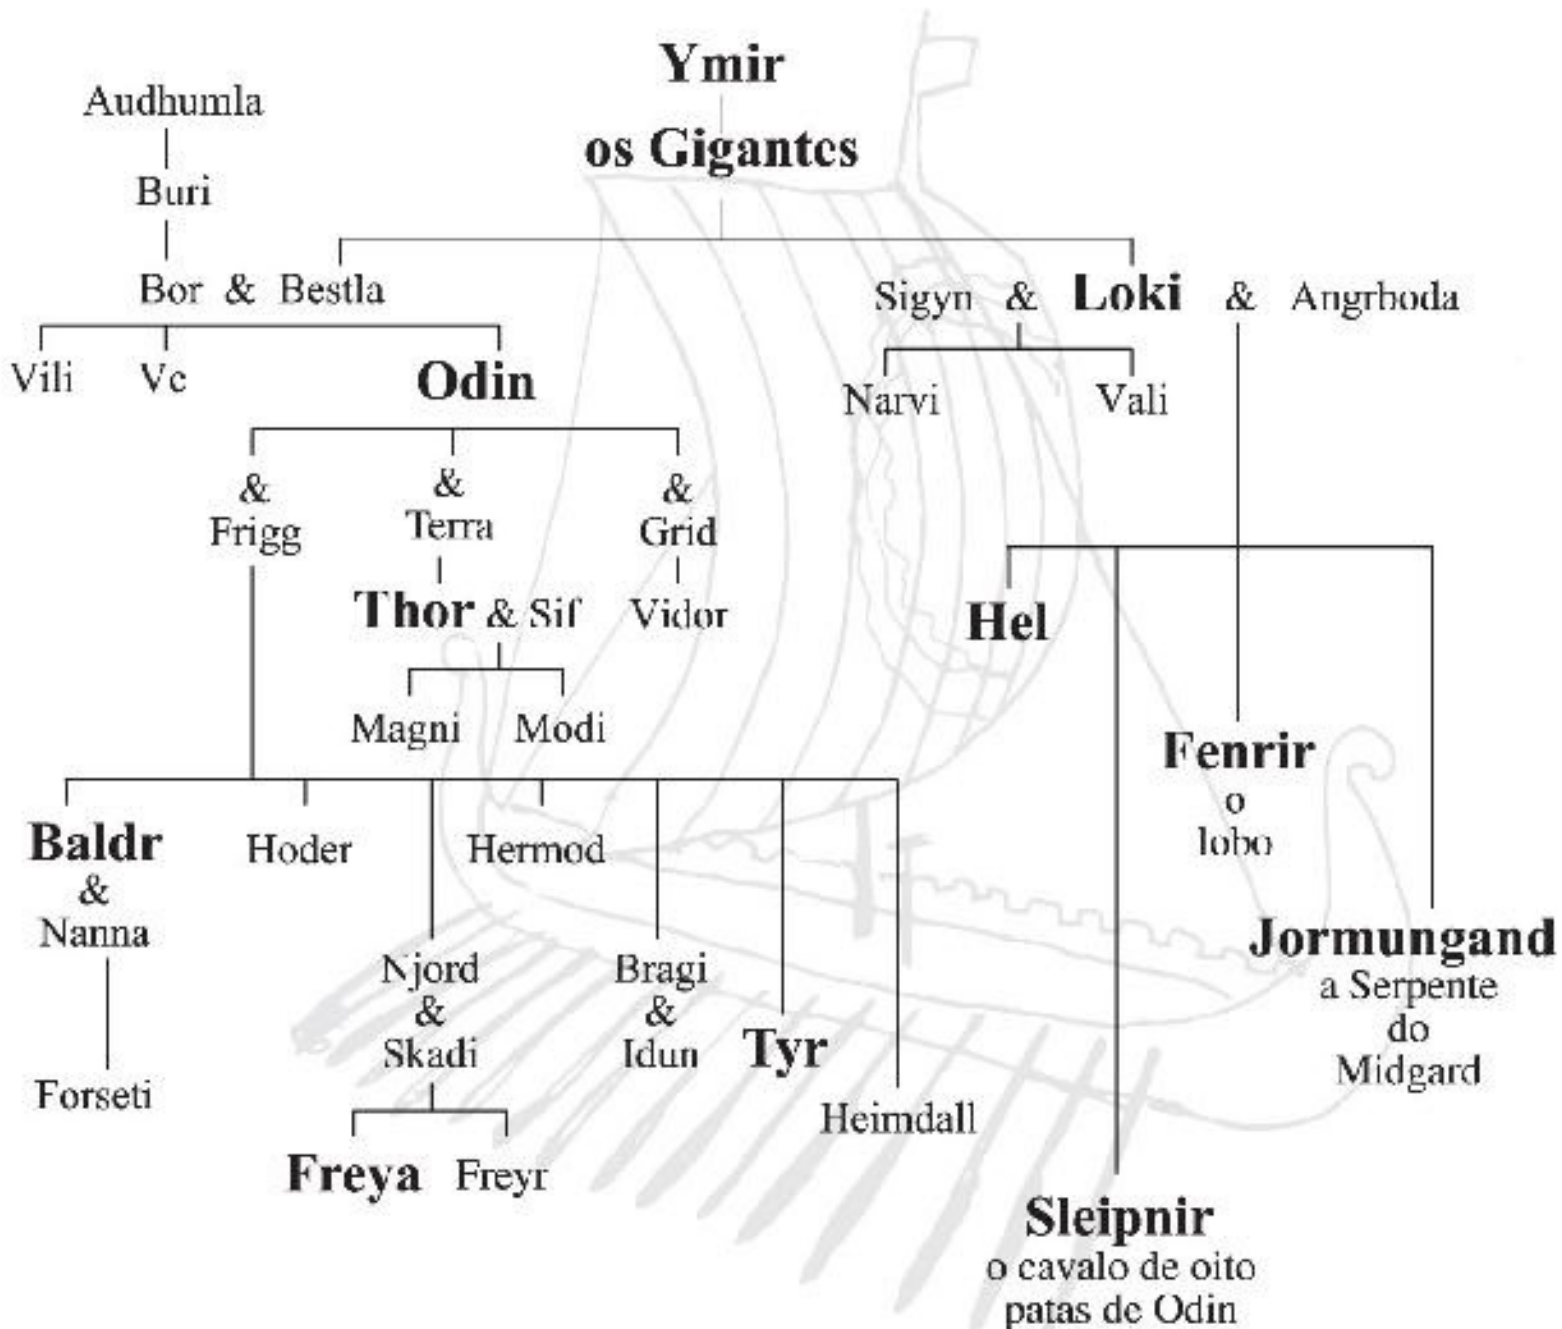 Ymir
Audhumla
os Gigantes
Buri
Bor & Bestla
Sigyn & Loki & Angrboda
Vili Ve Odin
Narvi Vali
& & &
Frigg Terra Grid
Thor & Sif Vidor
Hel
Magni Modi
Fenrir
o
lobo
Baldr Hoder Hermod
&
Nanna
Jormungand
a Serpente
do
Midgard
Njord Bragi
& &
Skadi Idun
Tyr
Forseti
Heimdall
Freya Freyr
Sleipnir
o cavalo de oito
patas de Odin